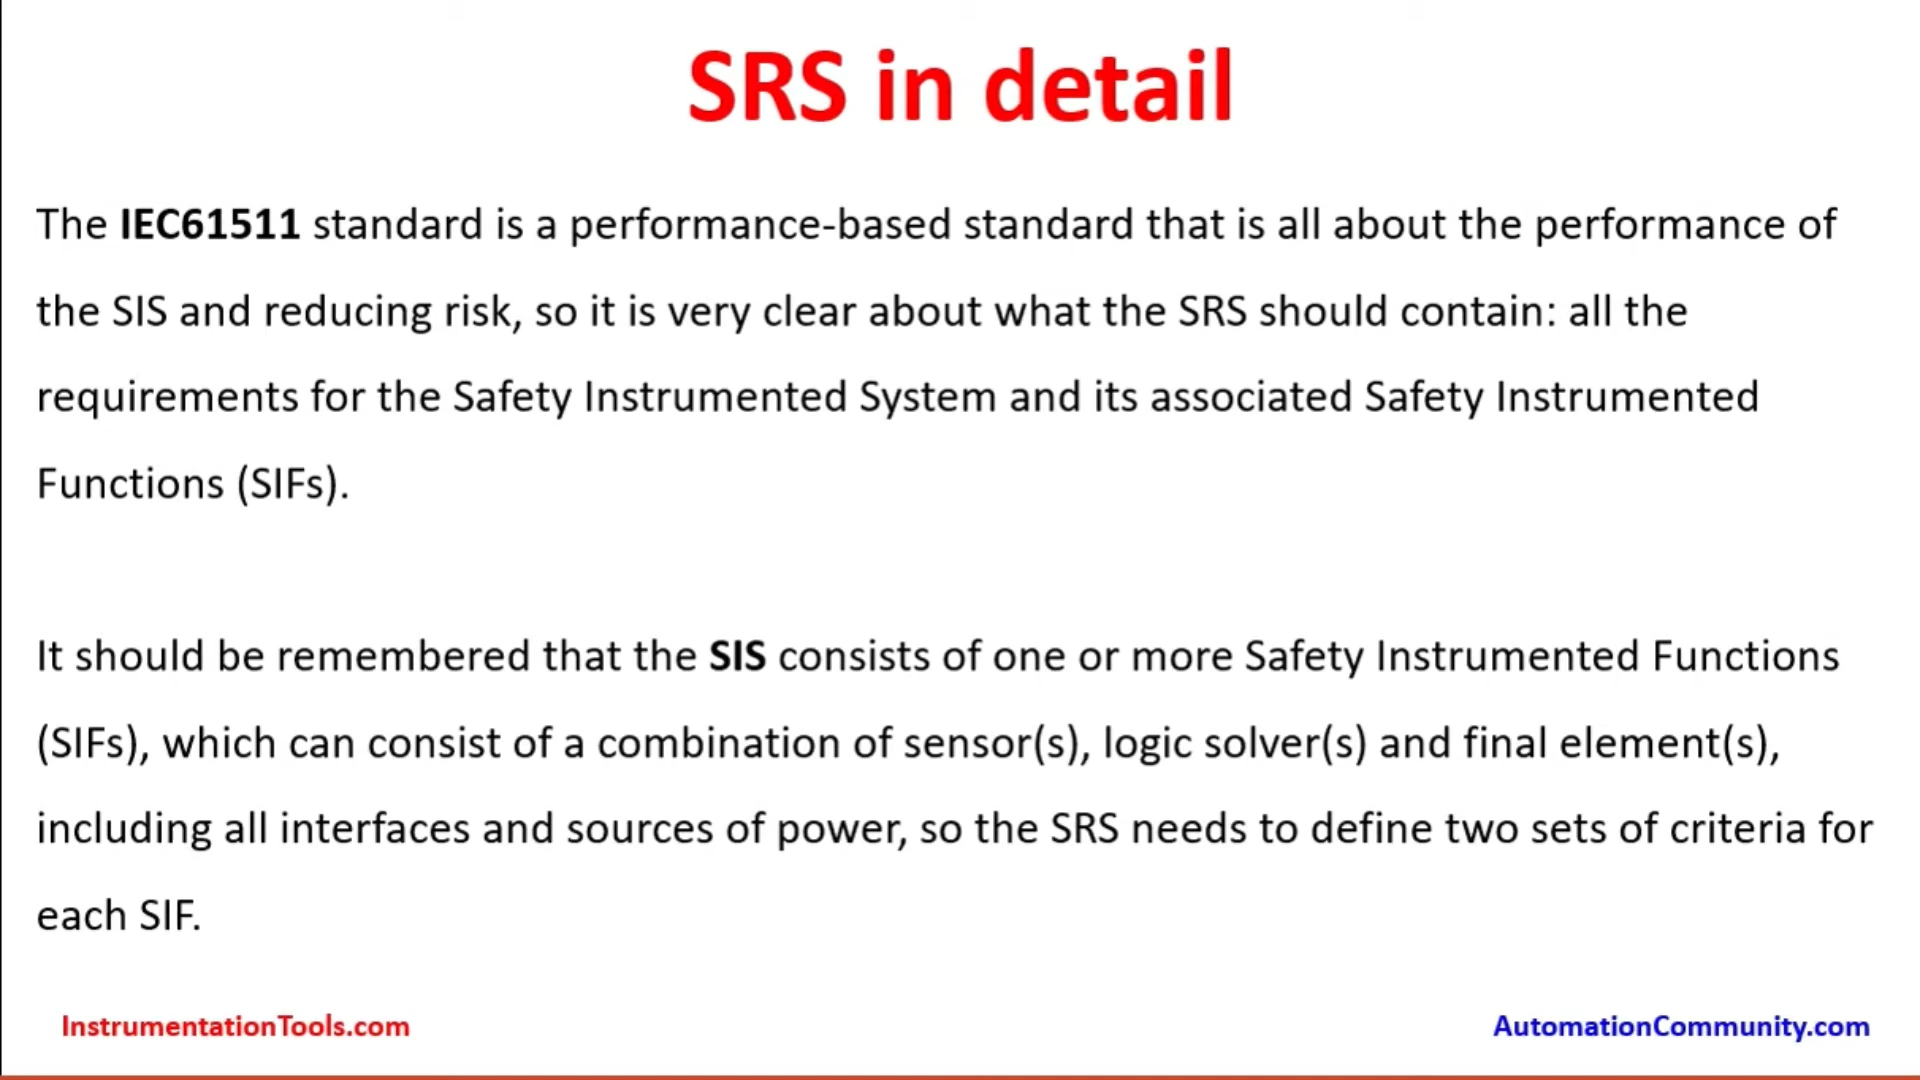 SRS in detail
The IEC61511 standard is a performance-based standard that is all about the performance of
the SIS and reducing risk, so it is very clear about what the SRS should contain: all the
requirements for the Safety Instrumented System and its associated Safety Instrumented
Functions (SIFs).
It should be remembered that the SIS consists of one or more Safety Instrumented Functions
(SIFs), which can consist of a combination of sensor(s), logic solver(s) and final element(s),
including all interfaces and sources of power, so the SRS needs to define two sets of criteria for
each SIF.
InstrumentationTools.com
AutomationCommunity.com